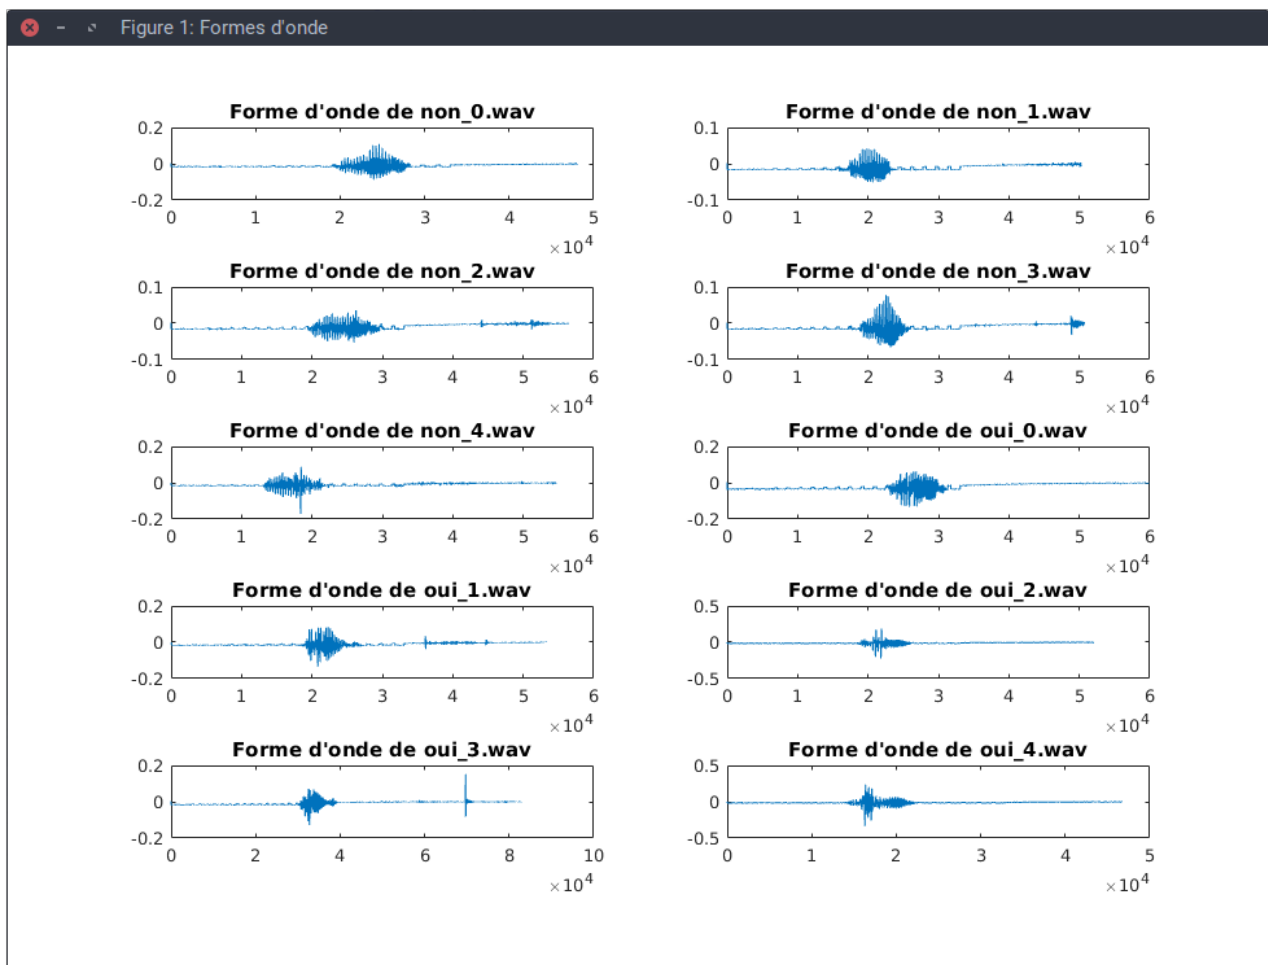 Figure 1: Formes d'onde
Forme d'onde de non_0.wav
0.2
0
-0.2
0 1 2 3 4 5
×10^4
Forme d'onde de non_1.wav
0.1
0
-0.1
0 1 2 3 4 5 6
×10^4
Forme d'onde de non_2.wav
0.1
0
-0.1
0 1 2 3 4 5 6
×10^4
Forme d'onde de non_3.wav
0.1
0
-0.1
0 1 2 3 4 5 6
×10^4
Forme d'onde de non_4.wav
0.2
0
-0.2
0 1 2 3 4 5 6
×10^4
Forme d'onde de oui_0.wav
0.2
0
-0.2
0 1 2 3 4 5 6
×10^4
Forme d'onde de oui_1.wav
0.2
0
-0.2
0 1 2 3 4 5 6
×10^4
Forme d'onde de oui_2.wav
0.5
0
-0.5
0 1 2 3 4 5 6
×10^4
Forme d'onde de oui_3.wav
0.2
0
-0.2
0 2 4 6 8 10
×10^4
Forme d'onde de oui_4.wav
0.5
0
-0.5
0 1 2 3 4 5
×10^4